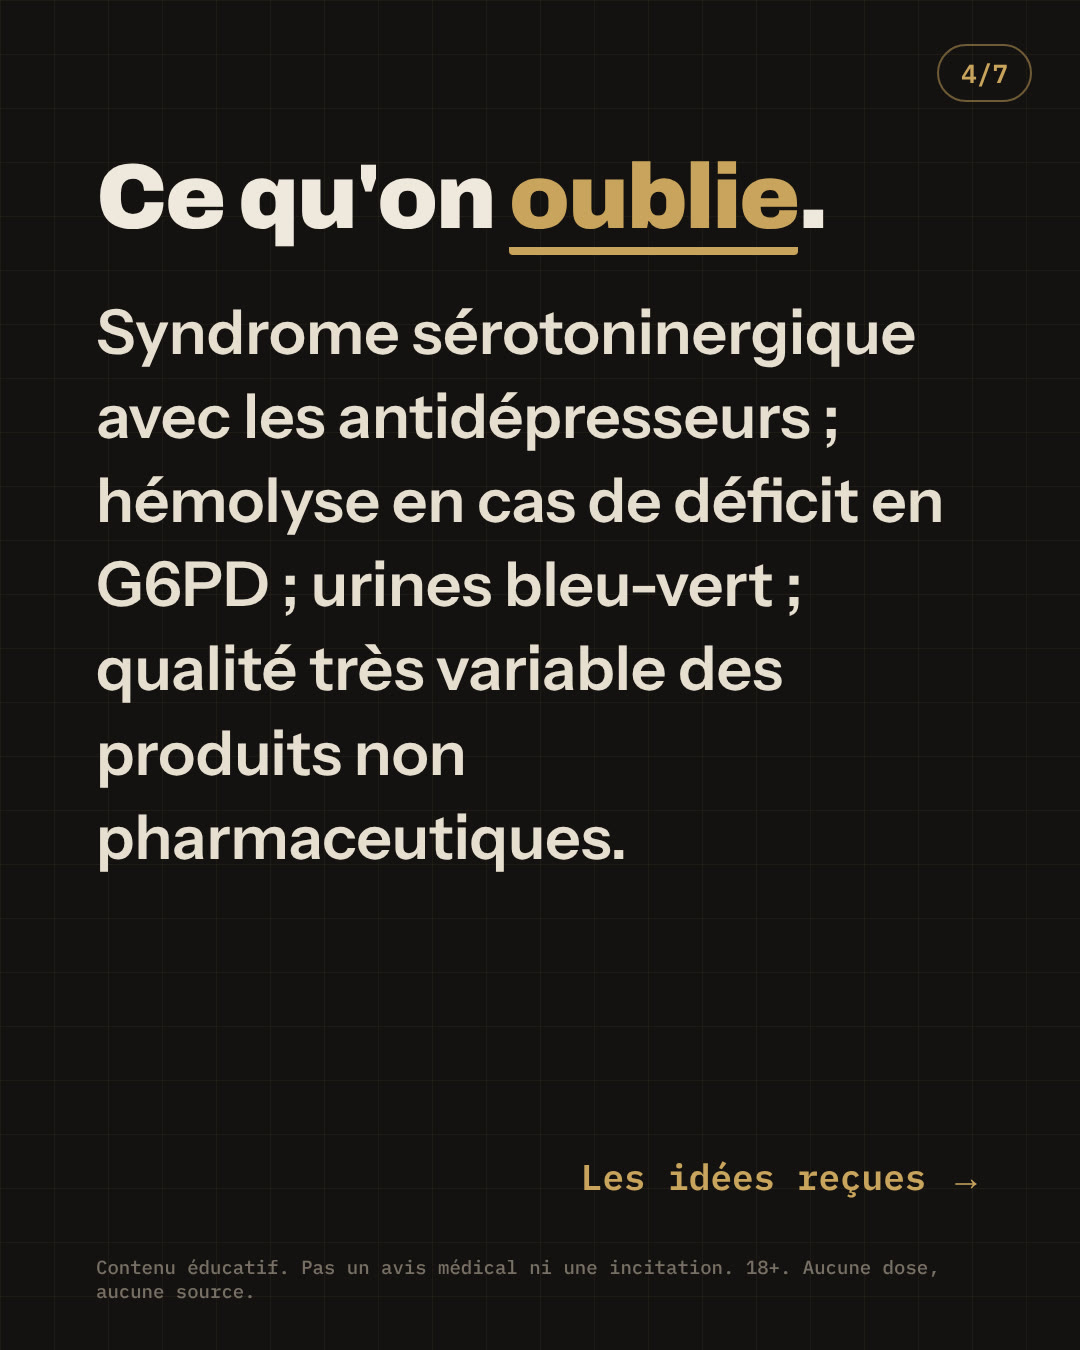 4/7
Ce qu'on oublie.
Syndrome sérotoninergique
avec les antidépresseurs ;
hémolyse en cas de déficit en
G6PD ; urines bleu-vert ;
qualité très variable des
produits non
pharmaceutiques.
Les idées reçues →
Contenu éducatif. Pas un avis médical ni une incitation. 18+. Aucune dose,
aucune source.